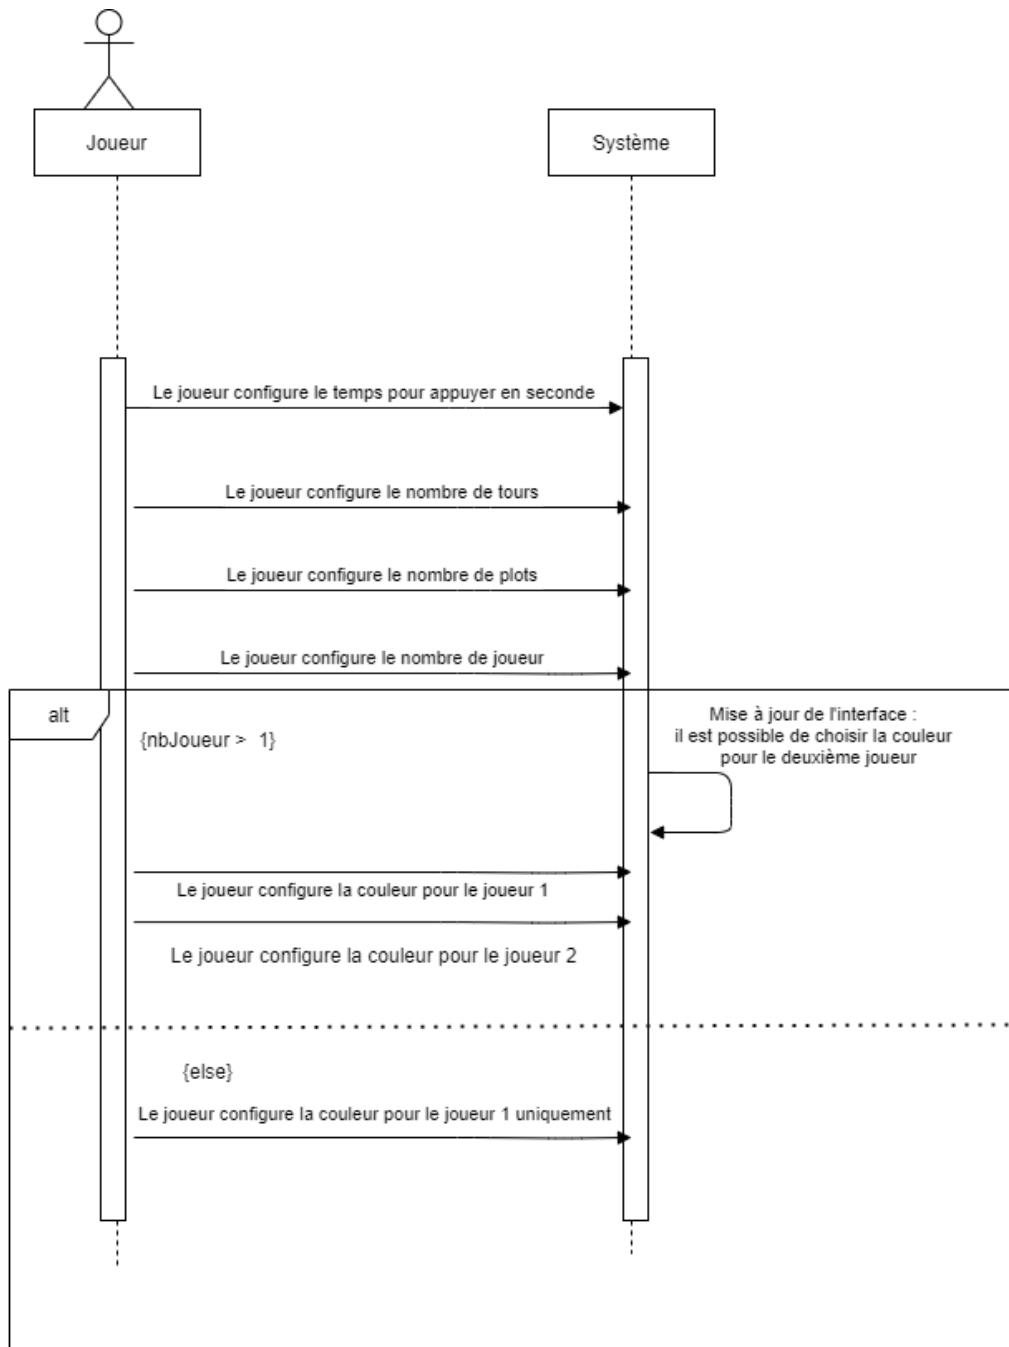 Joueur
Système
Le joueur configure le temps pour appuyer en seconde
Le joueur configure le nombre de tours
Le joueur configure le nombre de plots
Le joueur configure le nombre de joueur
alt
{nbJoueur > 1}
Mise à jour de l'interface :
il est possible de choisir la couleur
pour le deuxième joueur
Le joueur configure la couleur pour le joueur 1
Le joueur configure la couleur pour le joueur 2
{else}
Le joueur configure la couleur pour le joueur 1 uniquement